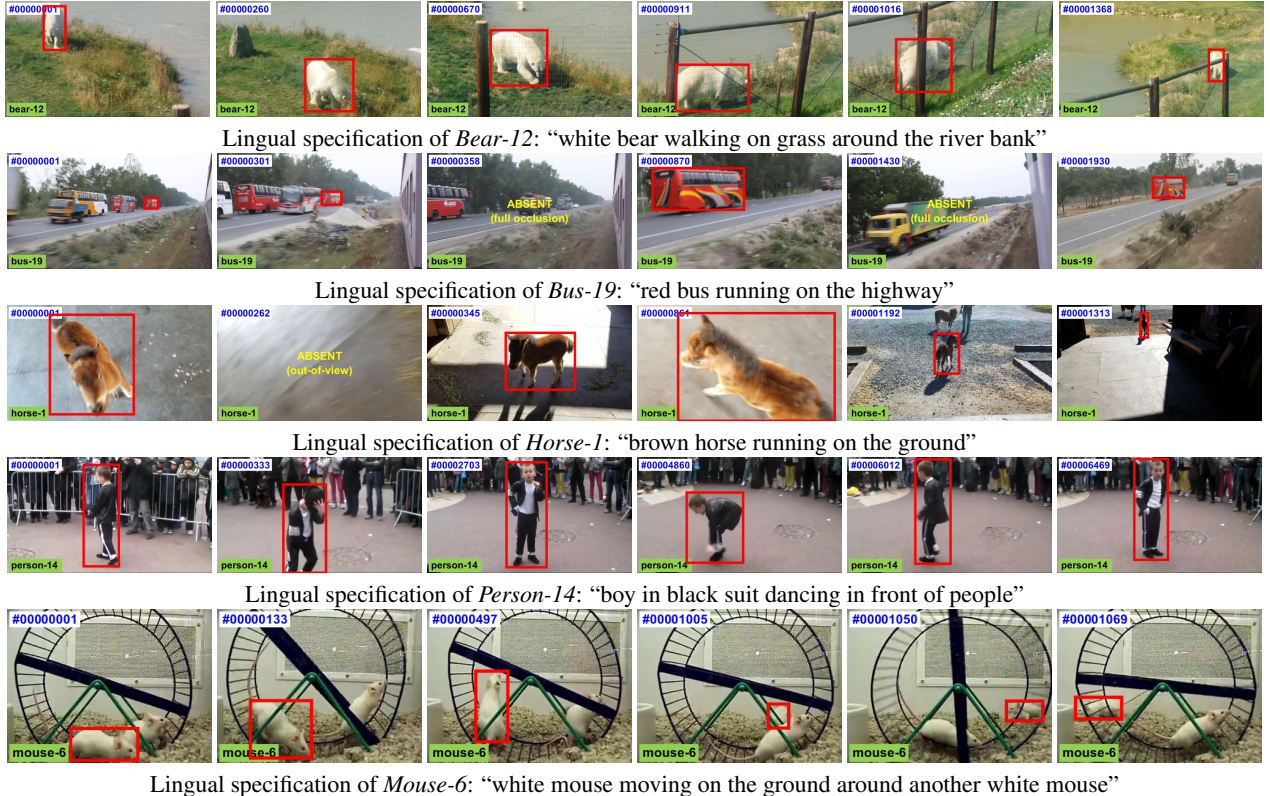 #00000001 #00000260 #00000670 #00000911 #00001016 #00001368
bear-12 bear-12 bear-12 bear-12 bear-12 bear-12
Lingual specification of Bear-12: “white bear walking on grass around the river bank”
#00000001 #00000301 #00000358 #00000870 #00001430 #00001930
ABSENT ABSENT
(full occlusion) (full occlusion)
bus-19 bus-19 bus-19 bus-19 bus-19 bus-19
Lingual specification of Bus-19: “red bus running on the highway”
#00000001 #00000262 #00000345 #00000861 #00001192 #00001313
ABSENT
(out-of-view)
horse-1 horse-1 horse-1 horse-1 horse-1 horse-1
Lingual specification of Horse-1: “brown horse running on the ground”
#00000001 #00000333 #00002703 #00004860 #00006012 #00006469
person-14 person-14 person-14 person-14 person-14 person-14
Lingual specification of Person-14: “boy in black suit dancing in front of people”
#00000001 #00000133 #00000497 #00001005 #00001050 #00001069
mouse-6 mouse-6 mouse-6 mouse-6 mouse-6 mouse-6
Lingual specification of Mouse-6: “white mouse moving on the ground around another white mouse”